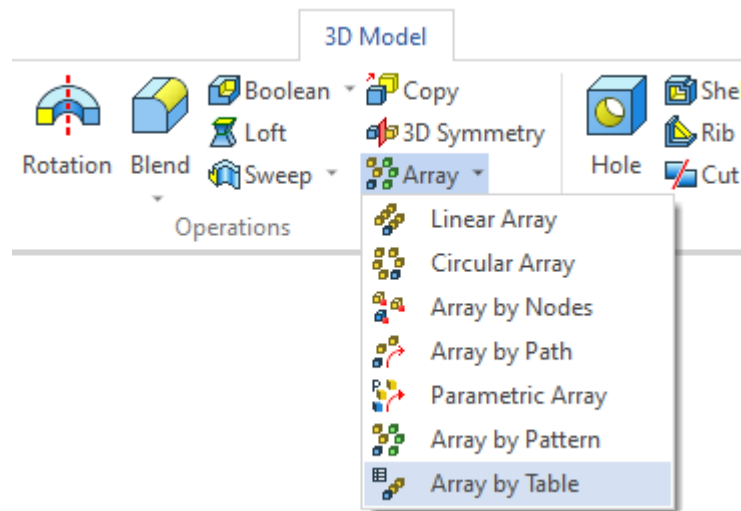 3D Model
Boolean Copy
Loft 3D Symmetry
Rotation Blend Sweep Array Hole
Rib
Cut
Operations
Linear Array
Circular Array
Array by Nodes
Array by Path
Parametric Array
Array by Pattern
Array by Table